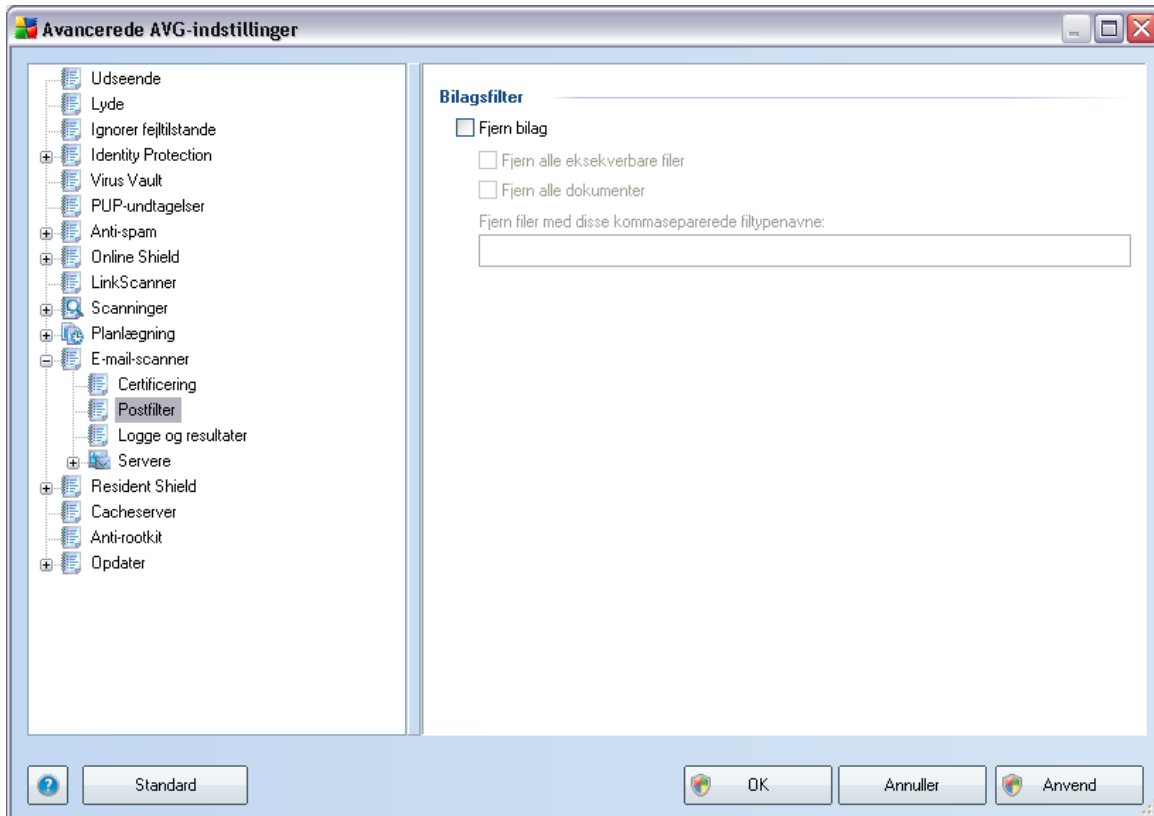 Avancerede AVG-indstillinger
Udseende
Lyde
Ignorer fejltilstande
Identity Protection
Virus Vault
PUP-undtagelser
Anti-spam
Online Shield
LinkScanner
Scanninger
Planlægning
E-mail-scanner
Certificering
Postfilter
Logge og resultater
Servere
Resident Shield
Cacheserver
Anti-rootkit
Opdater
Bilagsfilter
Fjern bilag
Fjern alle eksekverbare filer
Fjern alle dokumenter
Fjern filer med disse kommaseparerede filtypenavne:
Standard
OK
Annuller
Anvend